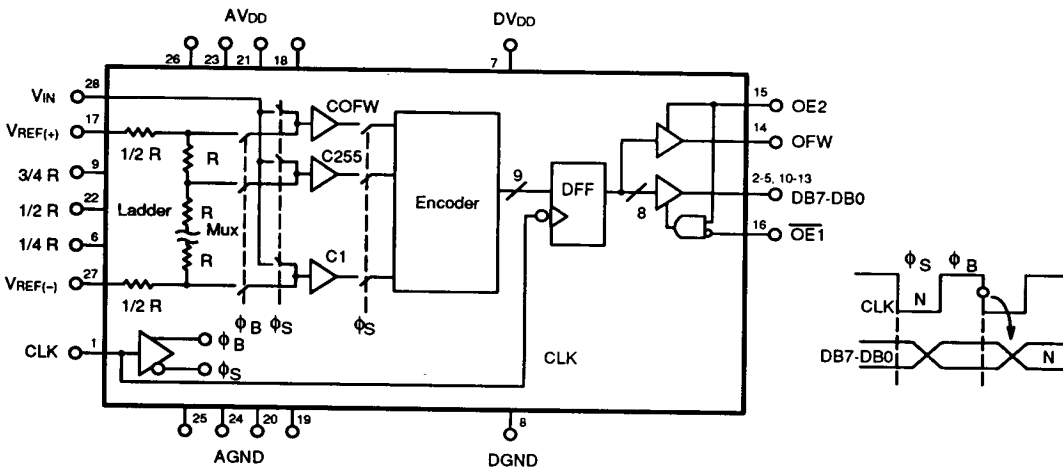 AVDD
DVDD
26
23
21
18
7
28
VIN
17
VREF(+)
1/2 R
R
9
3/4 R
22
1/2 R
Ladder
R
Mux
6
1/4 R
R
27
VREF(−)
1/2 R
COFW
C255
C1
ϕB
ϕS
ϕS
Encoder
9
DFF
8
15
OE2
14
OFW
2-5, 10-13
DB7-DB0
16
OE1
1
CLK
ϕB
ϕS
CLK
25
24
20
19
8
AGND
DGND
ϕS
ϕB
CLK
N
DB7-DB0
N